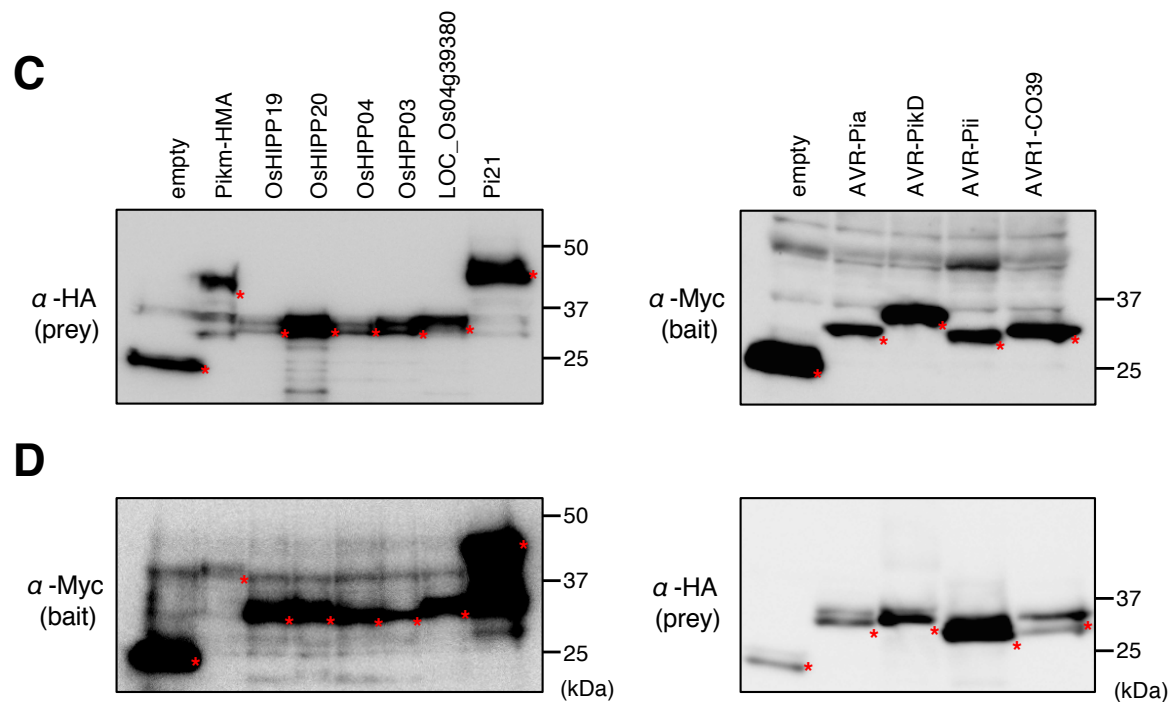 C
empty
Pikm-HMA
OsHIPP19
OsHIPP20
OsHPP04
OsHPP03
LOC_Os04g39380
Pi21
α -HA
(prey)
50
37
25
*
*
*
*
*
*
*
*
empty
AVR-Pia
AVR-PikD
AVR-Pii
AVR1-CO39
α -Myc
(bait)
37
25
*
*
*
*
*
D
α -Myc
(bait)
50
37
25
(kDa)
*
*
*
*
*
*
*
*
α -HA
(prey)
37
25
(kDa)
*
*
*
*
*